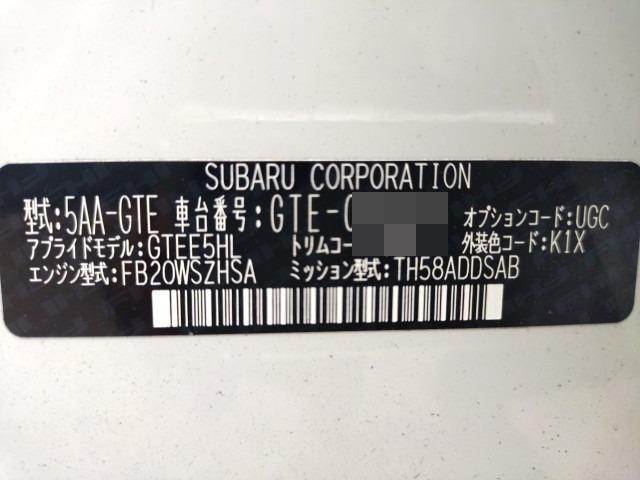 SUBARU CORPORATION
型式:5AA-GTE 車台番号:GTE- オプションコード:UGC
アプライドモデル:GTEE5HL トリムコー 外装色コード:K1X
エンジン型式:FB20WSZHSA ミッション型式:TH58ADDSAB